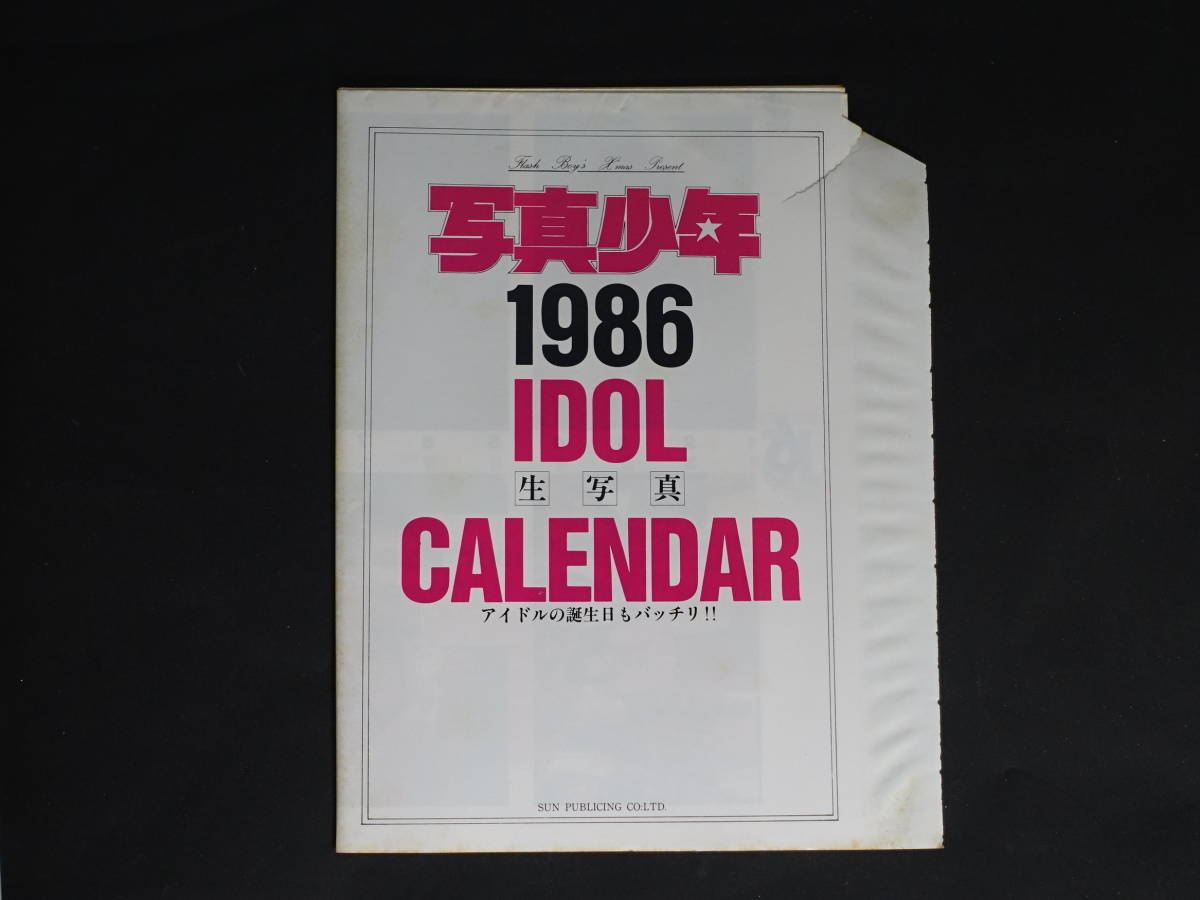 Flash Boy's X'mas Present
写真少年
1986
IDOL
生写真
CALENDAR
アイドルの誕生日もバッチリ!!
SUN PUBLICING CO:LTD.